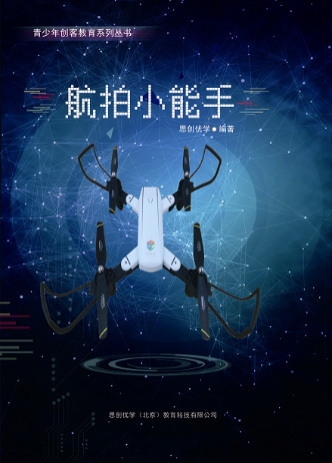 青少年创客教育系列丛书
航拍小能手
思创优学●编著
思创优学（北京）教育科技有限公司